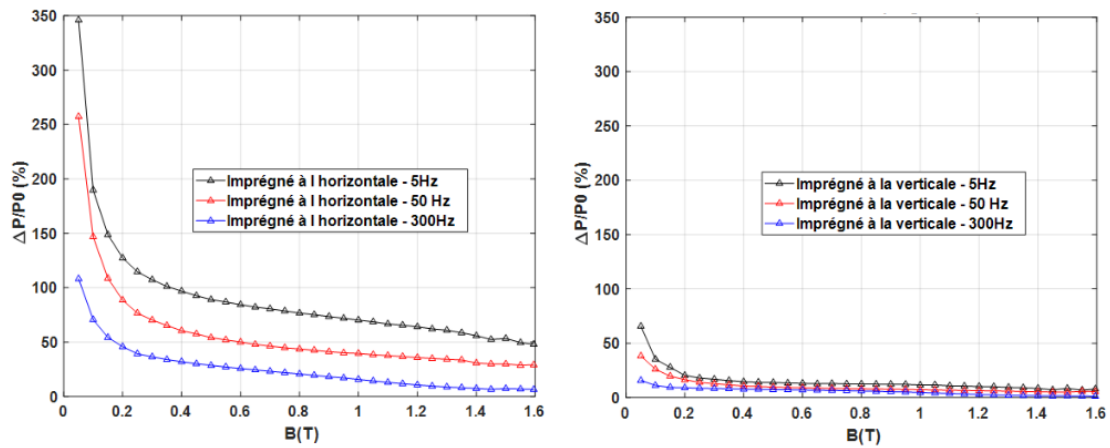 350
300
250
200
150
100
50
0
ΔP/P0 (%)
Imprégné à l horizontale - 5Hz
Imprégné à l horizontale - 50 Hz
Imprégné à l horizontale - 300Hz
0 0.2 0.4 0.6 0.8 1 1.2 1.4 1.6
B(T)
350
300
250
200
150
100
50
0
ΔP/P0 (%)
Imprégné à la verticale - 5Hz
Imprégné à la verticale - 50 Hz
Imprégné à la verticale - 300Hz
0 0.2 0.4 0.6 0.8 1 1.2 1.4 1.6
B(T)